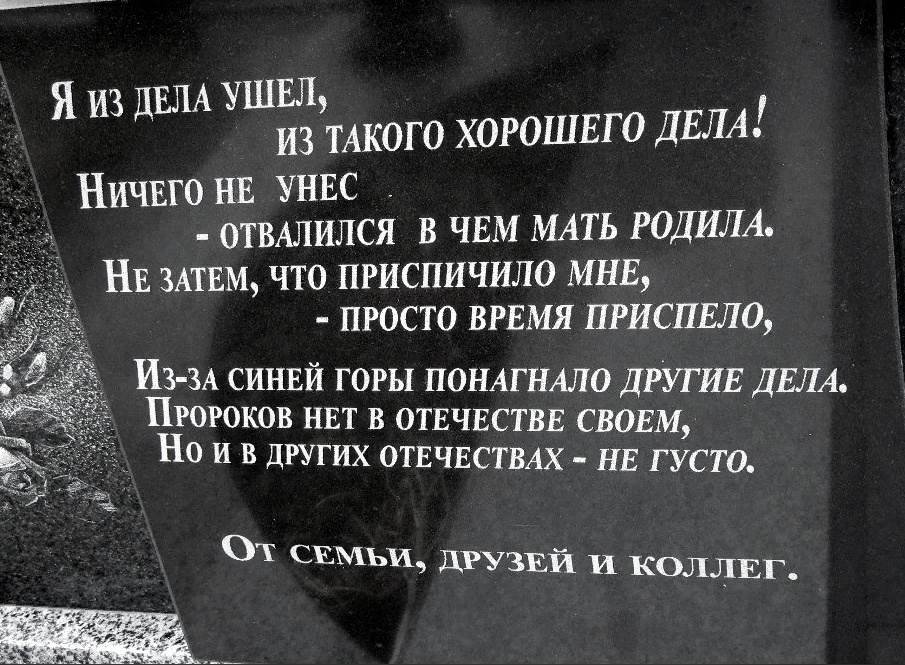 Я ИЗ ДЕЛА УШЕЛ,
ИЗ ТАКОГО ХОРОШЕГО ДЕЛА!
НИЧЕГО НЕ УНЕС
- ОТВАЛИЛСЯ В ЧЕМ МАТЬ РОДИЛА.
НЕ ЗАТЕМ, ЧТО ПРИСПИЧИЛО МНЕ,
- ПРОСТО ВРЕМЯ ПРИСПЕЛО,
ИЗ-ЗА СИНЕЙ ГОРЫ ПОНАГНАЛО ДРУГИЕ ДЕЛА.
ПРОРОКОВ НЕТ В ОТЕЧЕСТВЕ СВОЕМ,
НО И В ДРУГИХ ОТЕЧЕСТВАХ - НЕ ГУСТО.
ОТ СЕМЬИ, ДРУЗЕЙ И КОЛЛЕГ.